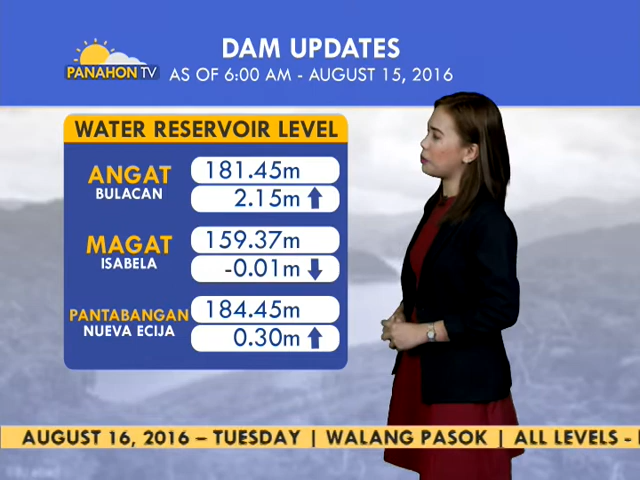 DAM UPDATES
PANAHON TV
AS OF 6:00 AM - AUGUST 15, 2016
WATER RESERVOIR LEVEL
ANGAT
BULACAN
181.45m
2.15m
MAGAT
ISABELA
159.37m
-0.01m
PANTABANGAN
NUEVA ECIJA
184.45m
0.30m
AUGUST 16, 2016 – TUESDAY | WALANG PASOK | ALL LEVELS -